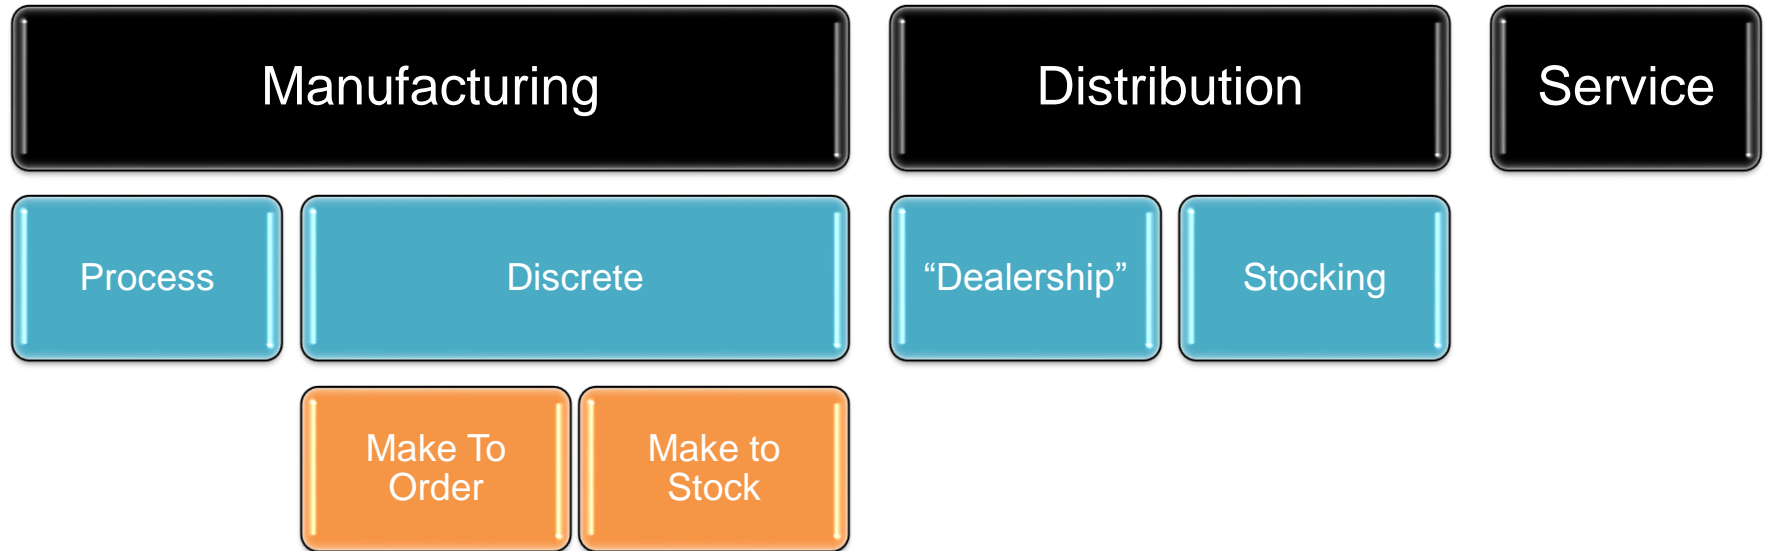 Manufacturing
Distribution
Service
Process
Discrete
“Dealership”
Stocking
Make To
Order
Make to
Stock